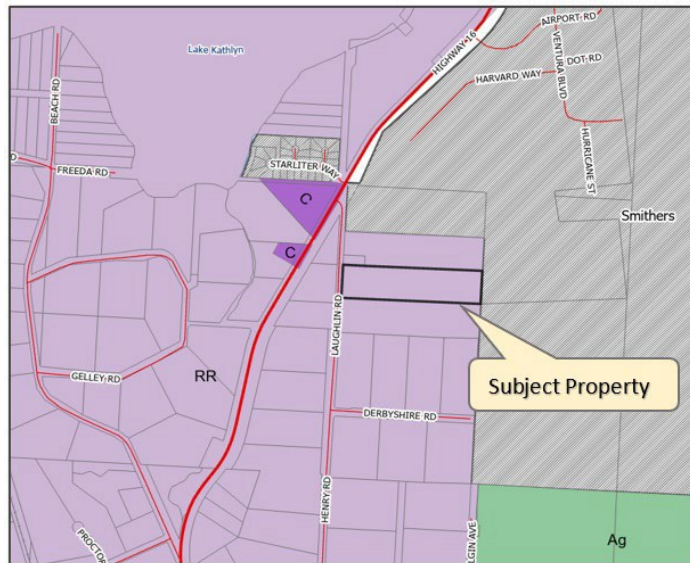 Lake Kathlyn
BEACH RD
D
FREEDA RD
HIGHWAY 16
AIRPORT RD
VENTURA BLVD
DOT RD
HARVARD WAY
HURRICANE ST
STARLITER WAY
C
C
Smithers
LAUGHLIN RD
Subject Property
GELLEY RD
RR
DERBYSHIRE RD
HENRY RD
PROCTOR
LGIN AVE
Ag